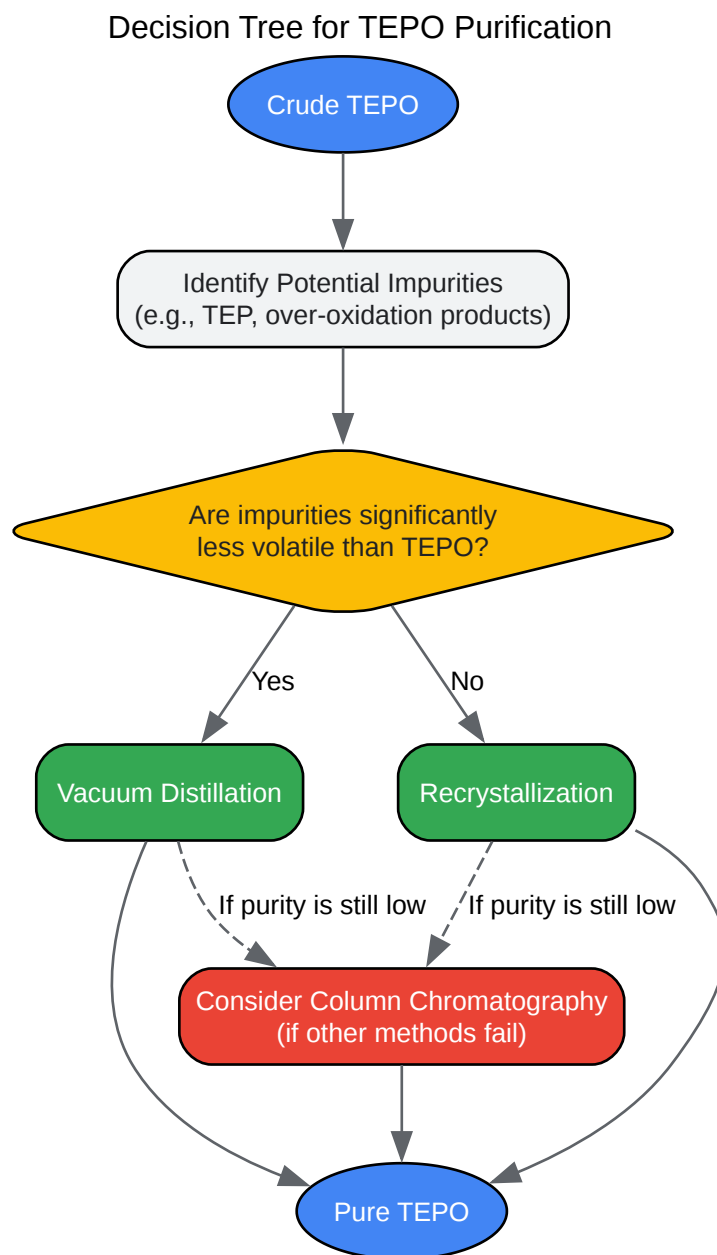 Decision Tree for TEPO Purification
Crude TEPO
Identify Potential Impurities
(e.g., TEP, over-oxidation products)
Are impurities significantly
less volatile than TEPO?
Yes
No
Vacuum Distillation
Recrystallization
If purity is still low
If purity is still low
Consider Column Chromatography
(if other methods fail)
Pure TEPO